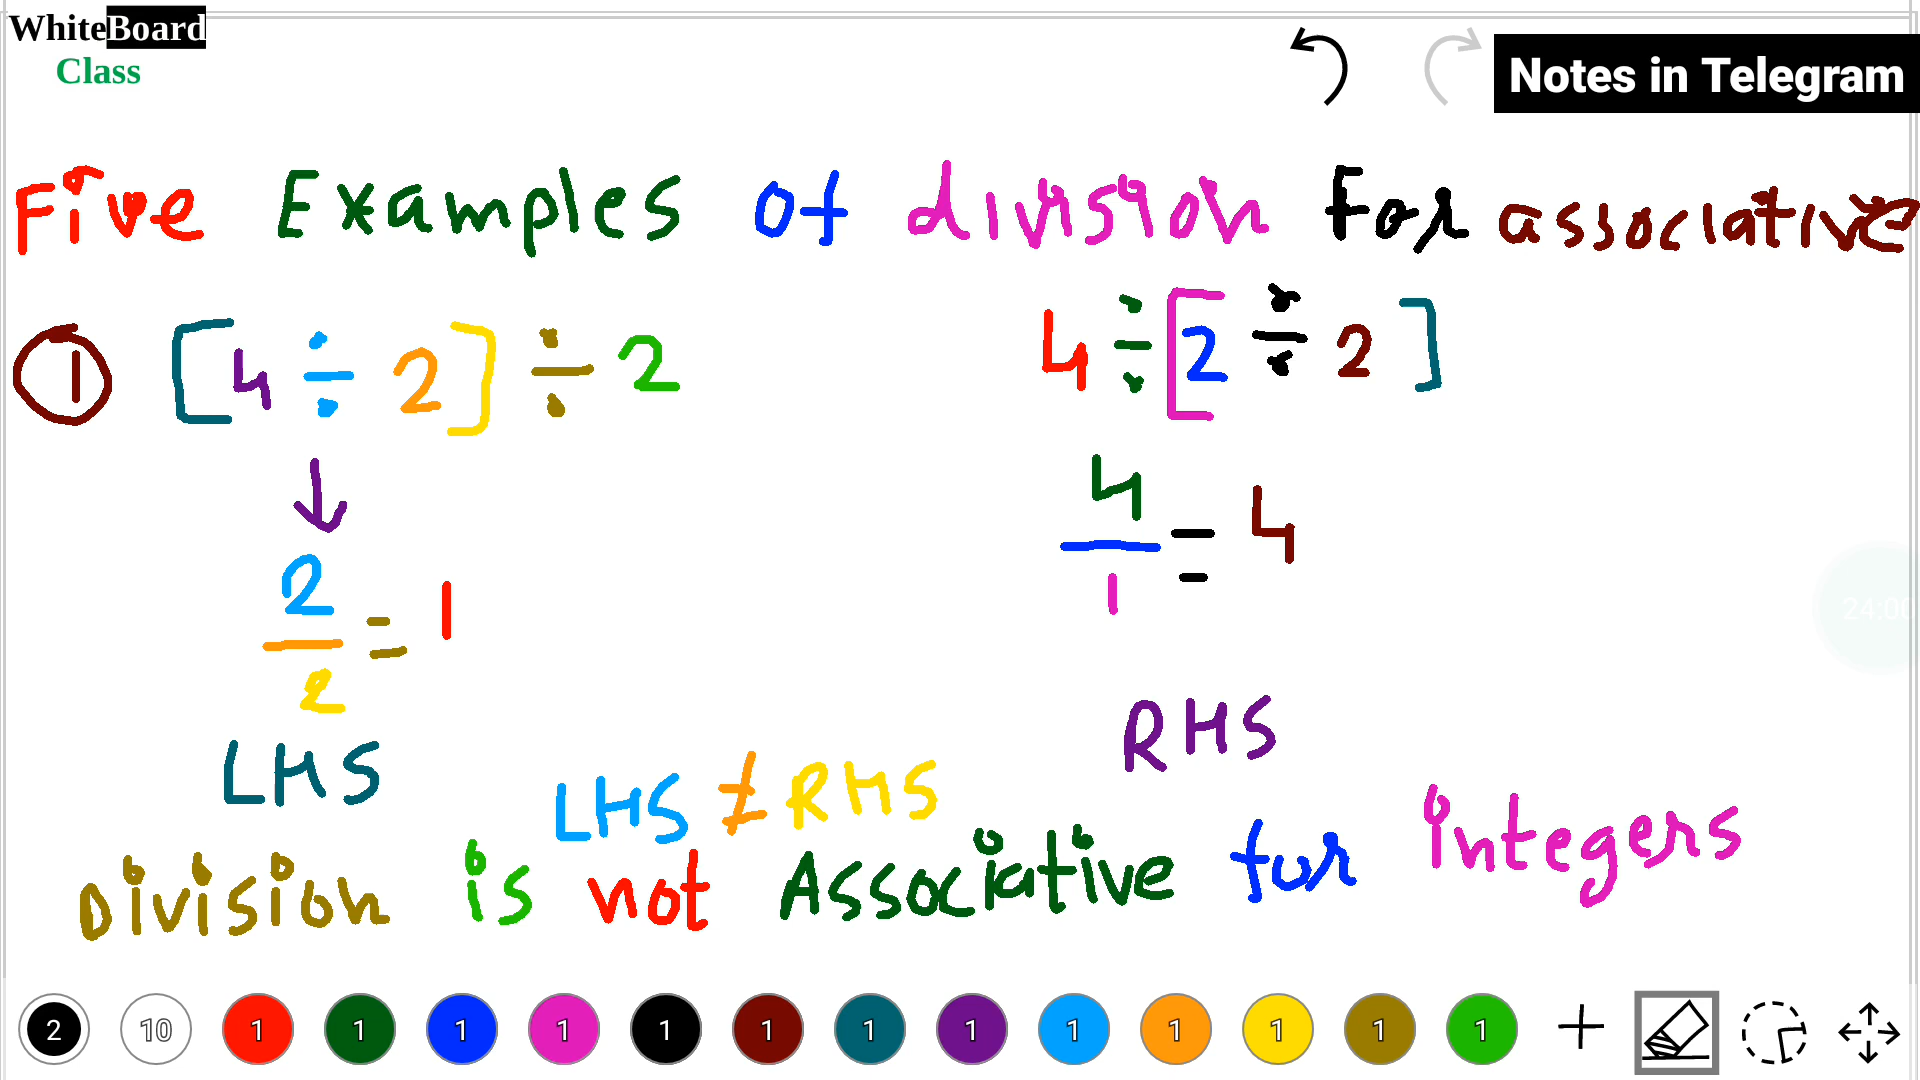 WhiteBoard
Class
Notes in Telegram
Five Examples of division for associative
1 [4 ÷ 2] ÷ 2 4 ÷ [2 ÷ 2]
↓
2/2 = 1 4/1 = 4
LHS RHS
LHS ≠ RHS
Division is not Associative for integers
24:00
2 10 1 1 1 1 1 1 1 1 1 1 1 1 1